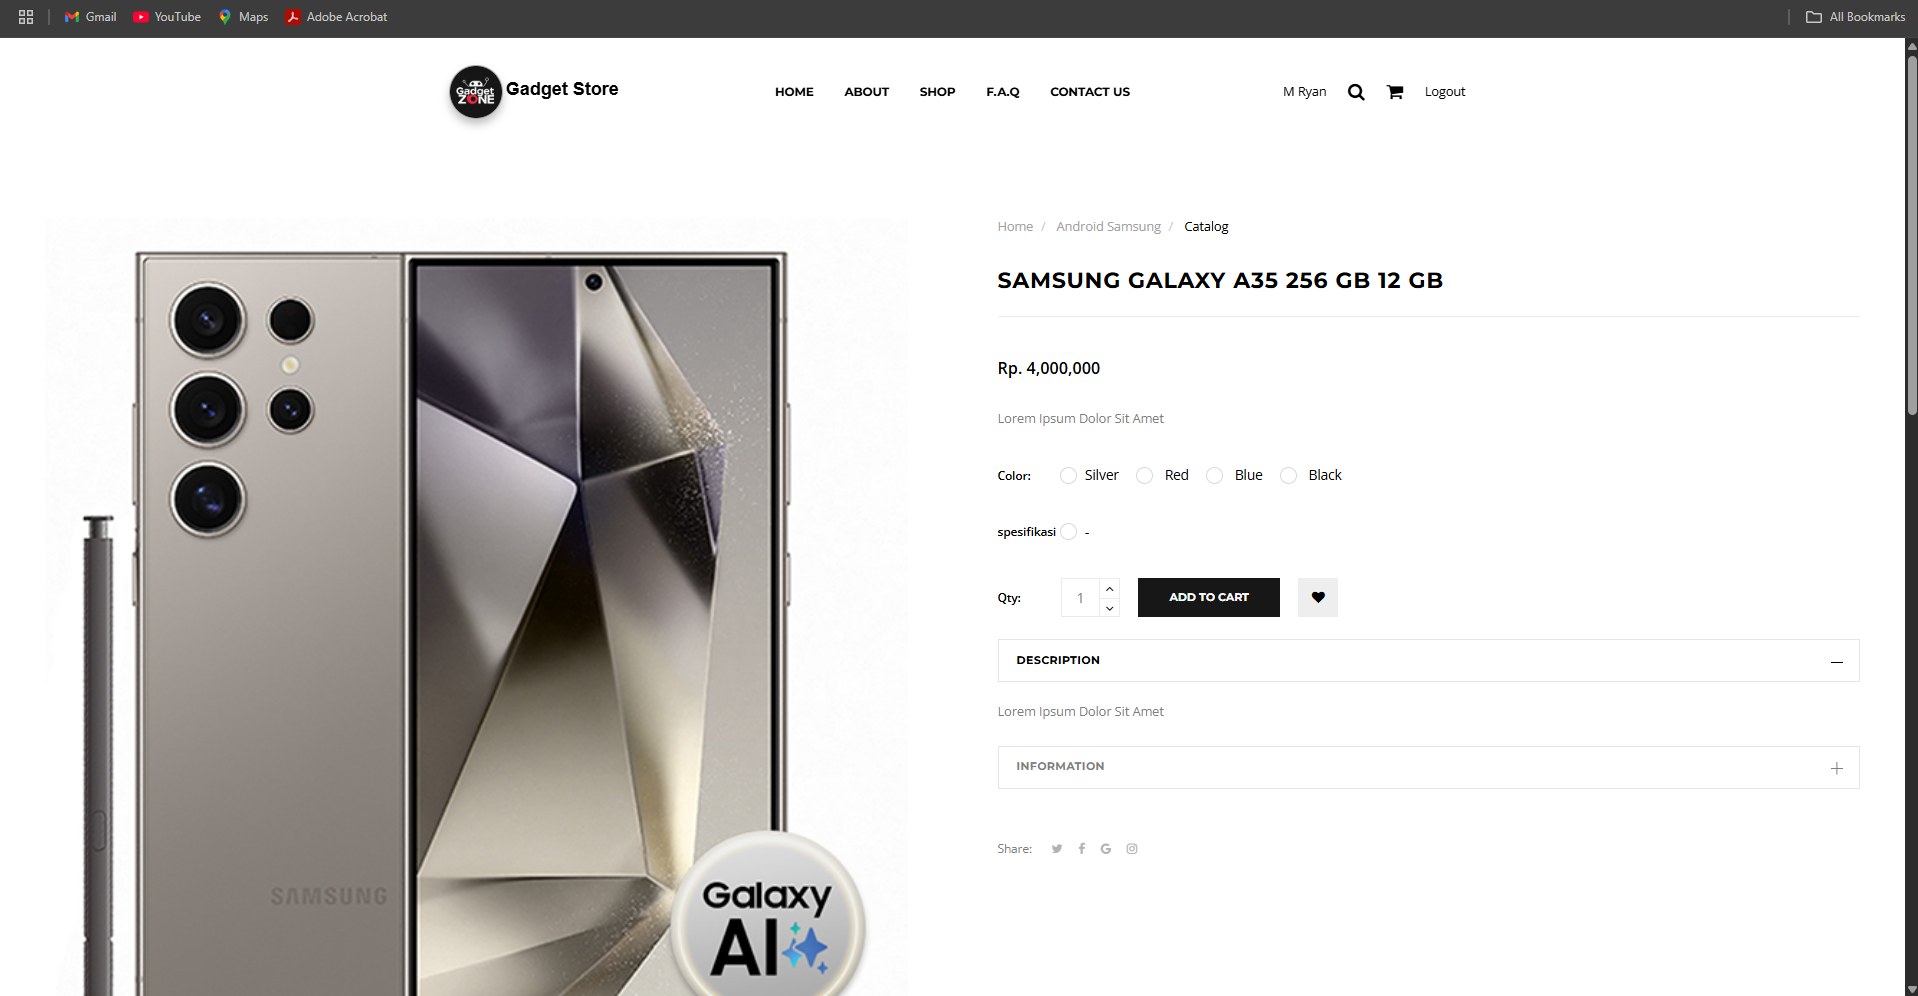 Gmail YouTube Maps Adobe Acrobat All Bookmarks
Gadget ZONE Gadget Store HOME ABOUT SHOP F.A.Q CONTACT US M Ryan Logout
Home / Android Samsung / Catalog
SAMSUNG GALAXY A35 256 GB 12 GB
Rp. 4,000,000
Lorem Ipsum Dolor Sit Amet
Color: Silver Red Blue Black
spesifikasi -
Qty: 1 ADD TO CART
DESCRIPTION
Lorem Ipsum Dolor Sit Amet
INFORMATION
Share:
SAMSUNG
Galaxy
AI